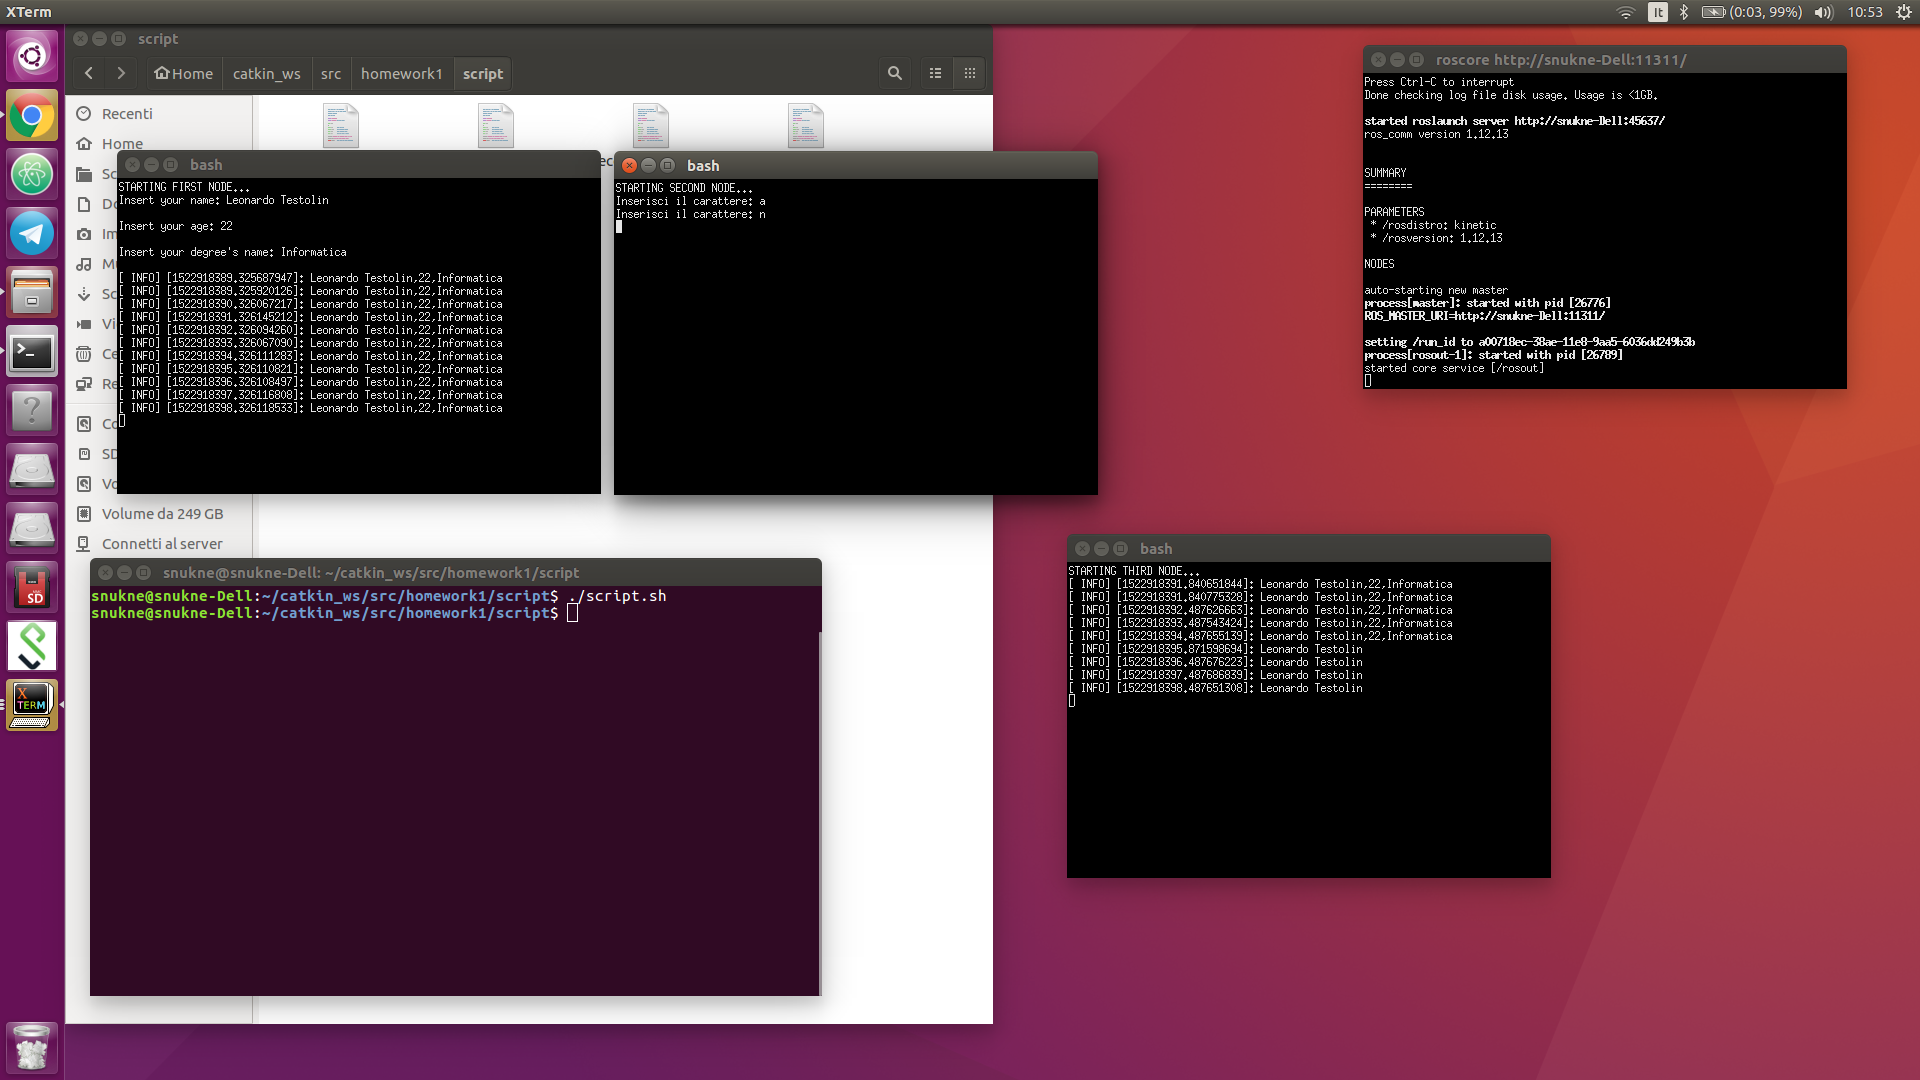 XTerm
It
(0:03, 99%)
10:53
script
Home
catkin_ws
src
homework1
script
Recenti
Home
Volume da 249 GB
Connetti al server
bash
STARTING FIRST NODE...
Insert your name: Leonardo Testolin
Insert your age: 22
Insert your degree's name: Informatica
[ INFO] [1522918389.325687947]: Leonardo Testolin,22,Informatica
[ INFO] [1522918389.325920126]: Leonardo Testolin,22,Informatica
[ INFO] [1522918390.326067217]: Leonardo Testolin,22,Informatica
[ INFO] [1522918391.326145212]: Leonardo Testolin,22,Informatica
[ INFO] [1522918392.326094260]: Leonardo Testolin,22,Informatica
[ INFO] [1522918393.326067090]: Leonardo Testolin,22,Informatica
[ INFO] [1522918394.326111283]: Leonardo Testolin,22,Informatica
[ INFO] [1522918395.326110821]: Leonardo Testolin,22,Informatica
[ INFO] [1522918396.326108497]: Leonardo Testolin,22,Informatica
[ INFO] [1522918397.326116808]: Leonardo Testolin,22,Informatica
[ INFO] [1522918398.326118533]: Leonardo Testolin,22,Informatica
bash
STARTING SECOND NODE...
Inserisci il carattere: a
Inserisci il carattere: n
roscore http://snukne-Dell:11311/
Press Ctrl-C to interrupt
Done checking log file disk usage. Usage is <1GB.
started roslaunch server http://snukne-Dell:45637/
ros_comm version 1.12.13
SUMMARY
========
PARAMETERS
* /rosdistro: kinetic
* /rosversion: 1.12.13
NODES
auto-starting new master
process[master]: started with pid [26776]
ROS_MASTER_URI=http://snukne-Dell:11311/
setting /run_id to a00718ec-38ae-11e8-9aa5-6036dd249b3b
process[rosout-1]: started with pid [26789]
started core service [/rosout]
snukne@snukne-Dell: ~/catkin_ws/src/homework1/script
snukne@snukne-Dell:~/catkin_ws/src/homework1/script$ ./script.sh
snukne@snukne-Dell:~/catkin_ws/src/homework1/script$
bash
STARTING THIRD NODE...
[ INFO] [1522918391.840651844]: Leonardo Testolin,22,Informatica
[ INFO] [1522918391.840775328]: Leonardo Testolin,22,Informatica
[ INFO] [1522918392.487626663]: Leonardo Testolin,22,Informatica
[ INFO] [1522918393.487543424]: Leonardo Testolin,22,Informatica
[ INFO] [1522918394.487655139]: Leonardo Testolin,22,Informatica
[ INFO] [1522918395.871598694]: Leonardo Testolin
[ INFO] [1522918396.487676223]: Leonardo Testolin
[ INFO] [1522918397.487686839]: Leonardo Testolin
[ INFO] [1522918398.487651308]: Leonardo Testolin
SD
X
TERM